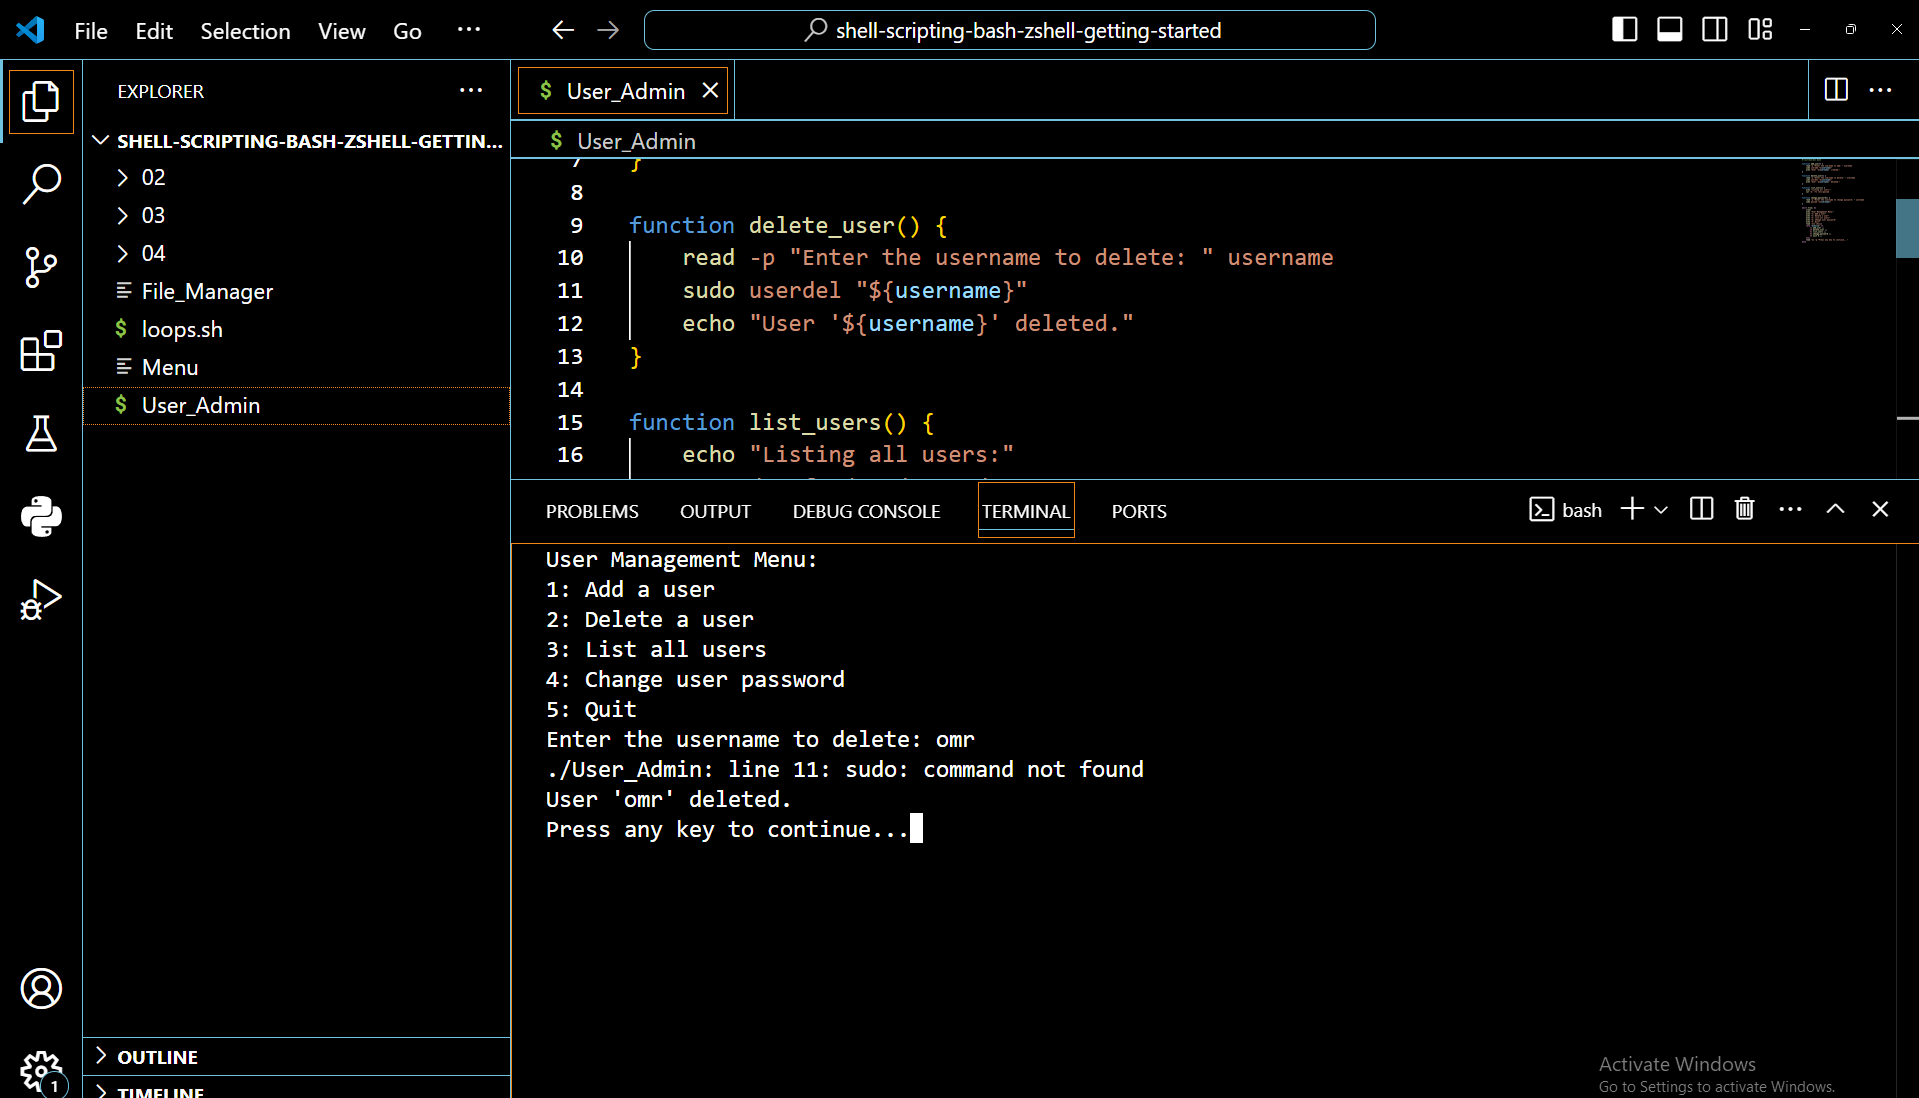 File Edit Selection View Go ...
shell-scripting-bash-zshell-getting-started
EXPLORER
SHELL-SCRIPTING-BASH-ZSHELL-GETTIN...
02
03
04
File_Manager
$ loops.sh
Menu
$ User_Admin
OUTLINE
TIMELINE
1
$ User_Admin
$ User_Admin
7 }
8
9 function delete_user() {
10 read -p "Enter the username to delete: " username
11 sudo userdel "${username}"
12 echo "User '${username}' deleted."
13 }
14
15 function list_users() {
16 echo "Listing all users:"
PROBLEMS OUTPUT DEBUG CONSOLE TERMINAL PORTS
bash
User Management Menu:
1: Add a user
2: Delete a user
3: List all users
4: Change user password
5: Quit
Enter the username to delete: omr
./User_Admin: line 11: sudo: command not found
User 'omr' deleted.
Press any key to continue...
Activate Windows
Go to Settings to activate Windows.